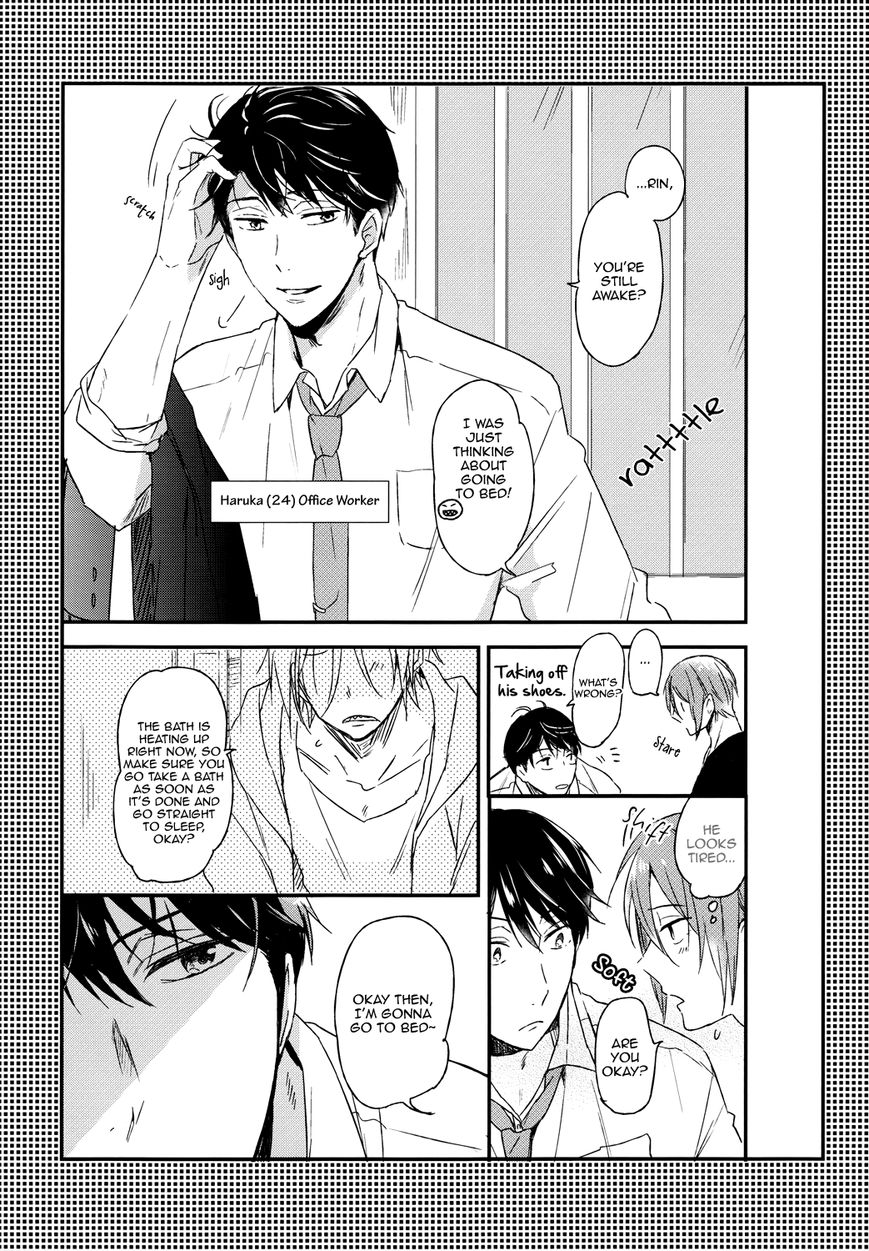 ...RIN,
YOU'RE
STILL
AWAKE?
rattttle
scratch
sigh
I WAS
JUST
THINKING
ABOUT
GOING
TO BED!
Haruka (24) Office Worker
...
WHAT'S
WRONG?
Taking off
his shoes.
Stare
HE
LOOKS
TIRED...
shift
Soft
ARE
YOU
OKAY?
THE BATH IS
HEATING UP
RIGHT NOW, SO
MAKE SURE YOU
GO TAKE A BATH
AS SOON AS
IT'S DONE AND
GO STRAIGHT
TO SLEEP,
OKAY?
OKAY THEN,
I'M GONNA
GO TO BED~